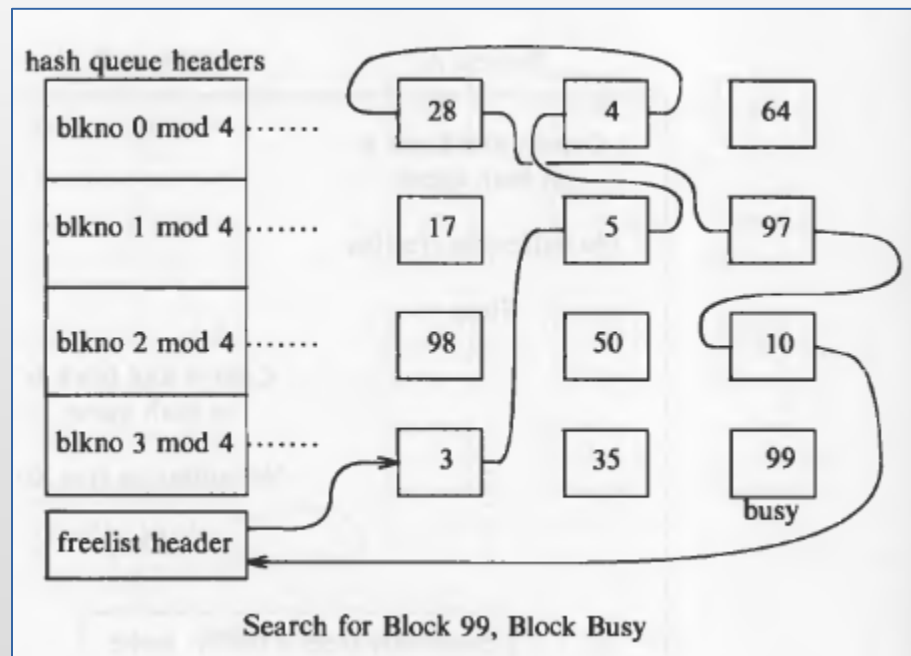 hash queue headers
blkno 0 mod 4 28 4 64
blkno 1 mod 4 17 5 97
blkno 2 mod 4 98 50 10
blkno 3 mod 4 3 35 99
busy
freelist header
Search for Block 99, Block Busy